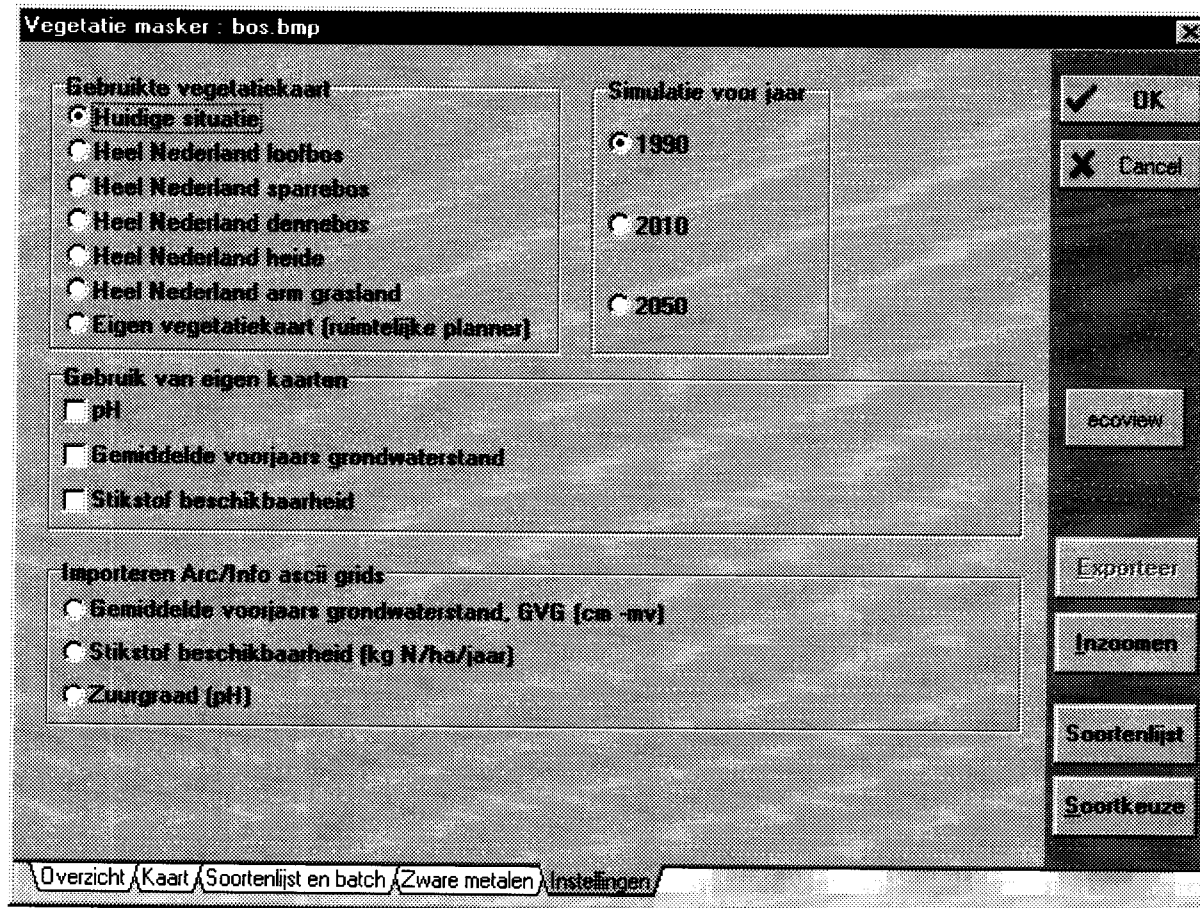 Vegetatie masker : bos.bmp
Gebruikte vegetatiekaart
Huidige situatie
Heel Nederland loofbos
Heel Nederland sparrebos
Heel Nederland dennebos
Heel Nederland heide
Heel Nederland arm grasland
Eigen vegetatiekaart (ruimtelijke planner)
Simulatie voor jaar
1990
2010
2050
Gebruik van eigen kaarten
pH
Gemiddelde voorjaars grondwaterstand
Stikstof beschikbaarheid
Importeren Arc/Info ascii grids
Gemiddelde voorjaars grondwaterstand, GVG (cm -mv)
Stikstof beschikbaarheid (kg N/ha/jaar)
Zuurgraad (pH)
OK
Cancel
ecoview
Exporteer
Inzoomen
Soortenlijst
Soortkeuze
Overzicht Kaart Soortenlijst en batch Zware metalen Instellingen